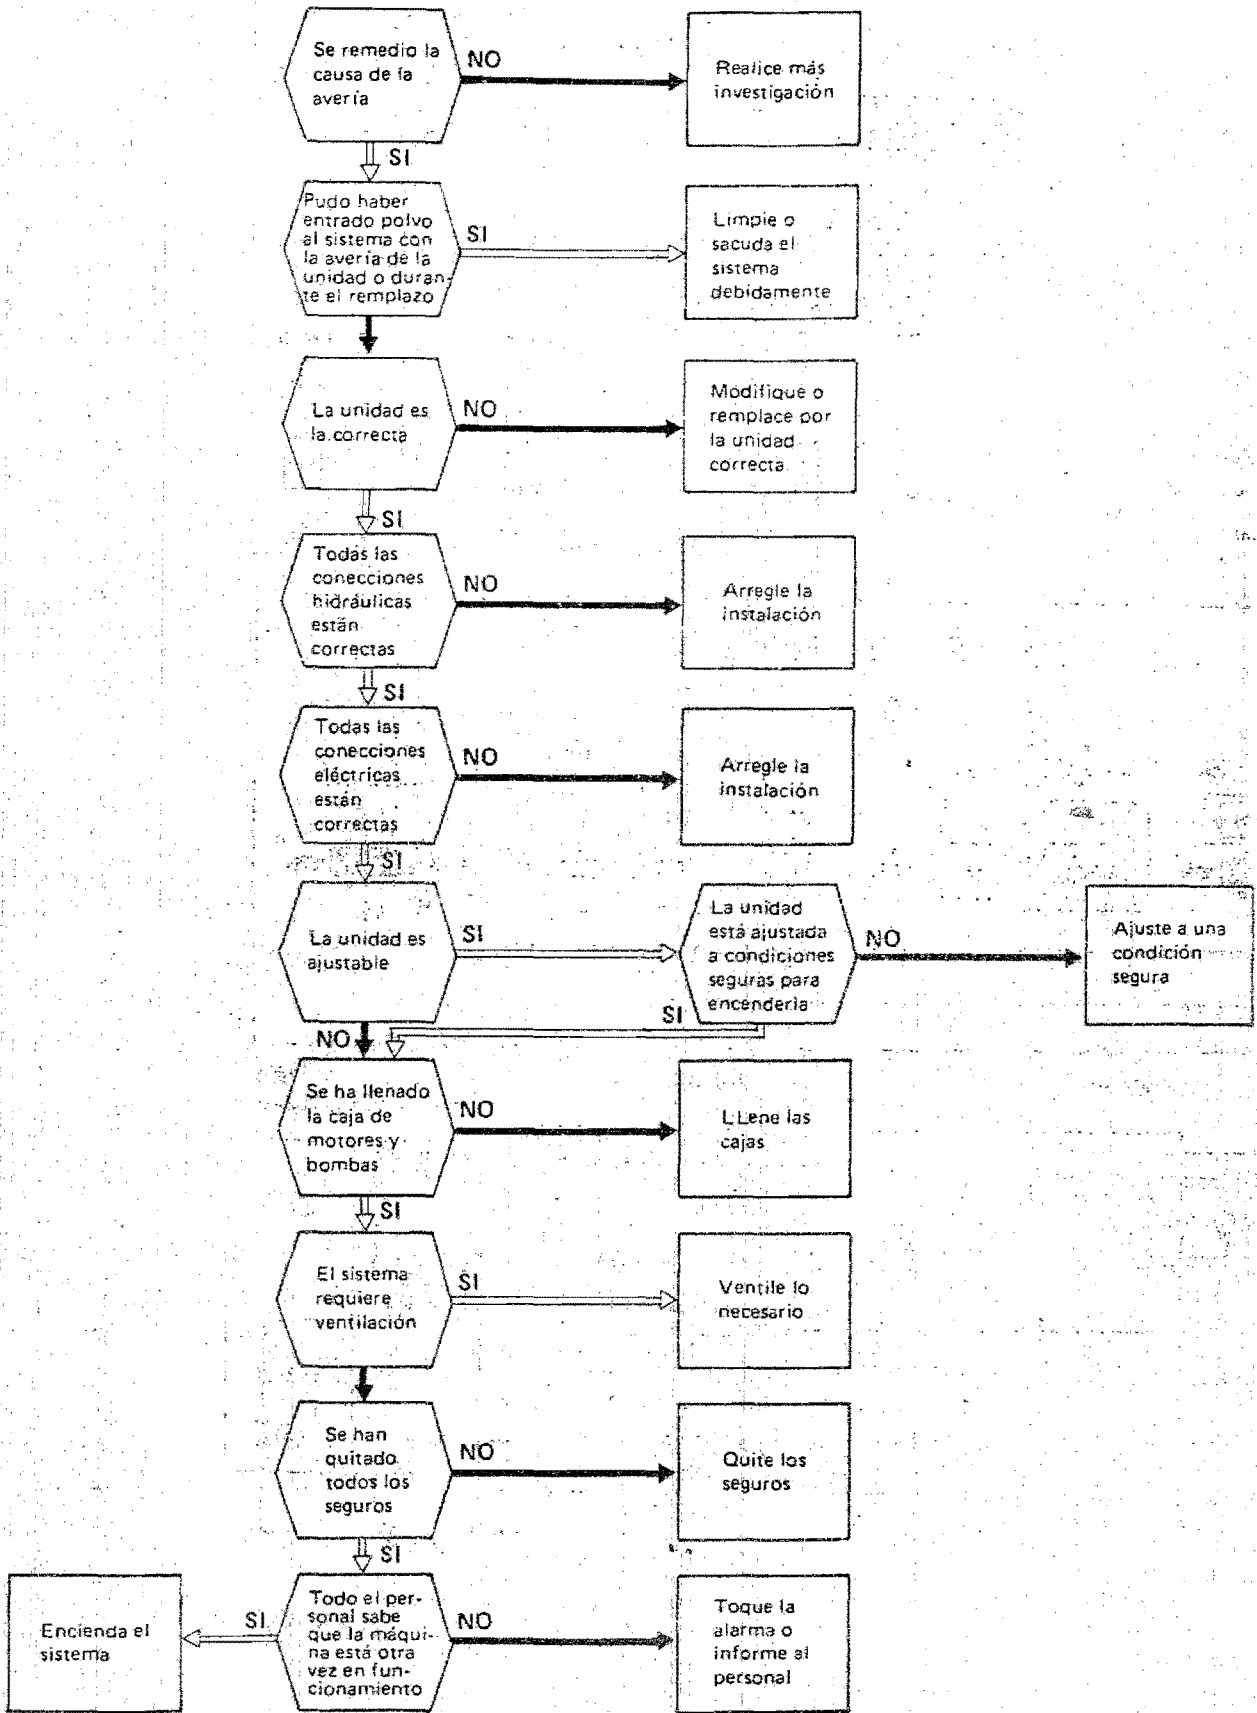 Se remedio la
causa de la
avería
NO
Realice más
investigación
SI
Pudo haber
entrado polvo
al sistema con
la avería de la
unidad o duran-
te el remplazo
SI
Limpie o
sacuda el
sistema
debidamente
La unidad es
la correcta
NO
Modifique o
remplace por
la unidad
correcta
SI
Todas las
conecciones
hidráulicas
están
correctas
NO
Arregle la
instalación
SI
Todas las
conecciones
eléctricas
están
correctas
NO
Arregle la
instalación
SI
La unidad es
ajustable
SI
La unidad
está ajustada
a condiciones
seguras para
encenderla
NO
Ajuste a una
condición
segura
SI
NO
Se ha llenado
la caja de
motores y
bombas
NO
LLene las
cajas
SI
El sistema
requiere
ventilación
SI
Ventile lo
necesario
Se han
quitado
todos los
seguros
NO
Quite los
seguros
SI
Todo el per-
sonal sabe
que la máqui-
na está otra
vez en fun-
cionamiento
SI
Encienda el
sistema
NO
Toque la
alarma o
informe al
personal